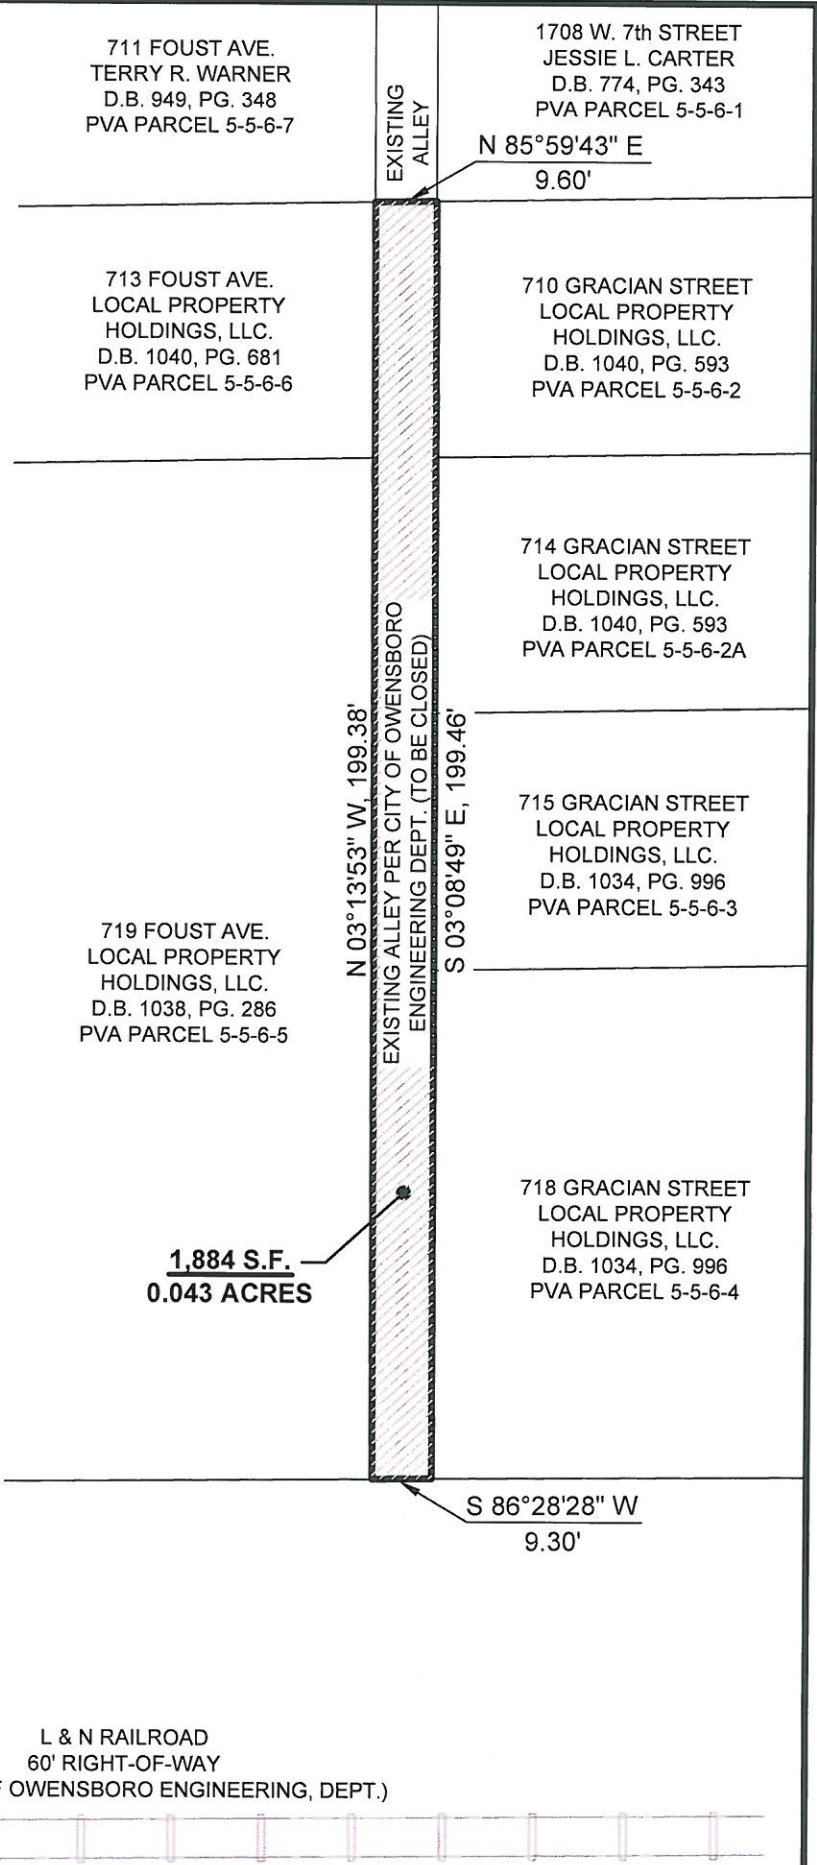 711 FOUST AVE.
TERRY R. WARNER
D.B. 949, PG. 348
PVA PARCEL 5-5-6-7
EXISTING
ALLEY
1708 W. 7th STREET
JESSIE L. CARTER
D.B. 774, PG. 343
PVA PARCEL 5-5-6-1
N 85°59'43" E
9.60'
713 FOUST AVE.
LOCAL PROPERTY
HOLDINGS, LLC.
D.B. 1040, PG. 681
PVA PARCEL 5-5-6-6
710 GRACIAN STREET
LOCAL PROPERTY
HOLDINGS, LLC.
D.B. 1040, PG. 593
PVA PARCEL 5-5-6-2
714 GRACIAN STREET
LOCAL PROPERTY
HOLDINGS, LLC.
D.B. 1040, PG. 593
PVA PARCEL 5-5-6-2A
N 03°13'53" W, 199.38'
EXISTING ALLEY PER CITY OF OWENSBORO
ENGINEERING DEPT. (TO BE CLOSED)
S 03°08'49" E, 199.46'
715 GRACIAN STREET
LOCAL PROPERTY
HOLDINGS, LLC.
D.B. 1034, PG. 996
PVA PARCEL 5-5-6-3
719 FOUST AVE.
LOCAL PROPERTY
HOLDINGS, LLC.
D.B. 1038, PG. 286
PVA PARCEL 5-5-6-5
718 GRACIAN STREET
LOCAL PROPERTY
HOLDINGS, LLC.
D.B. 1034, PG. 996
PVA PARCEL 5-5-6-4
1,884 S.F.
0.043 ACRES
S 86°28'28" W
9.30'
L & N RAILROAD
60' RIGHT-OF-WAY
OWENSBORO ENGINEERING, DEPT.)